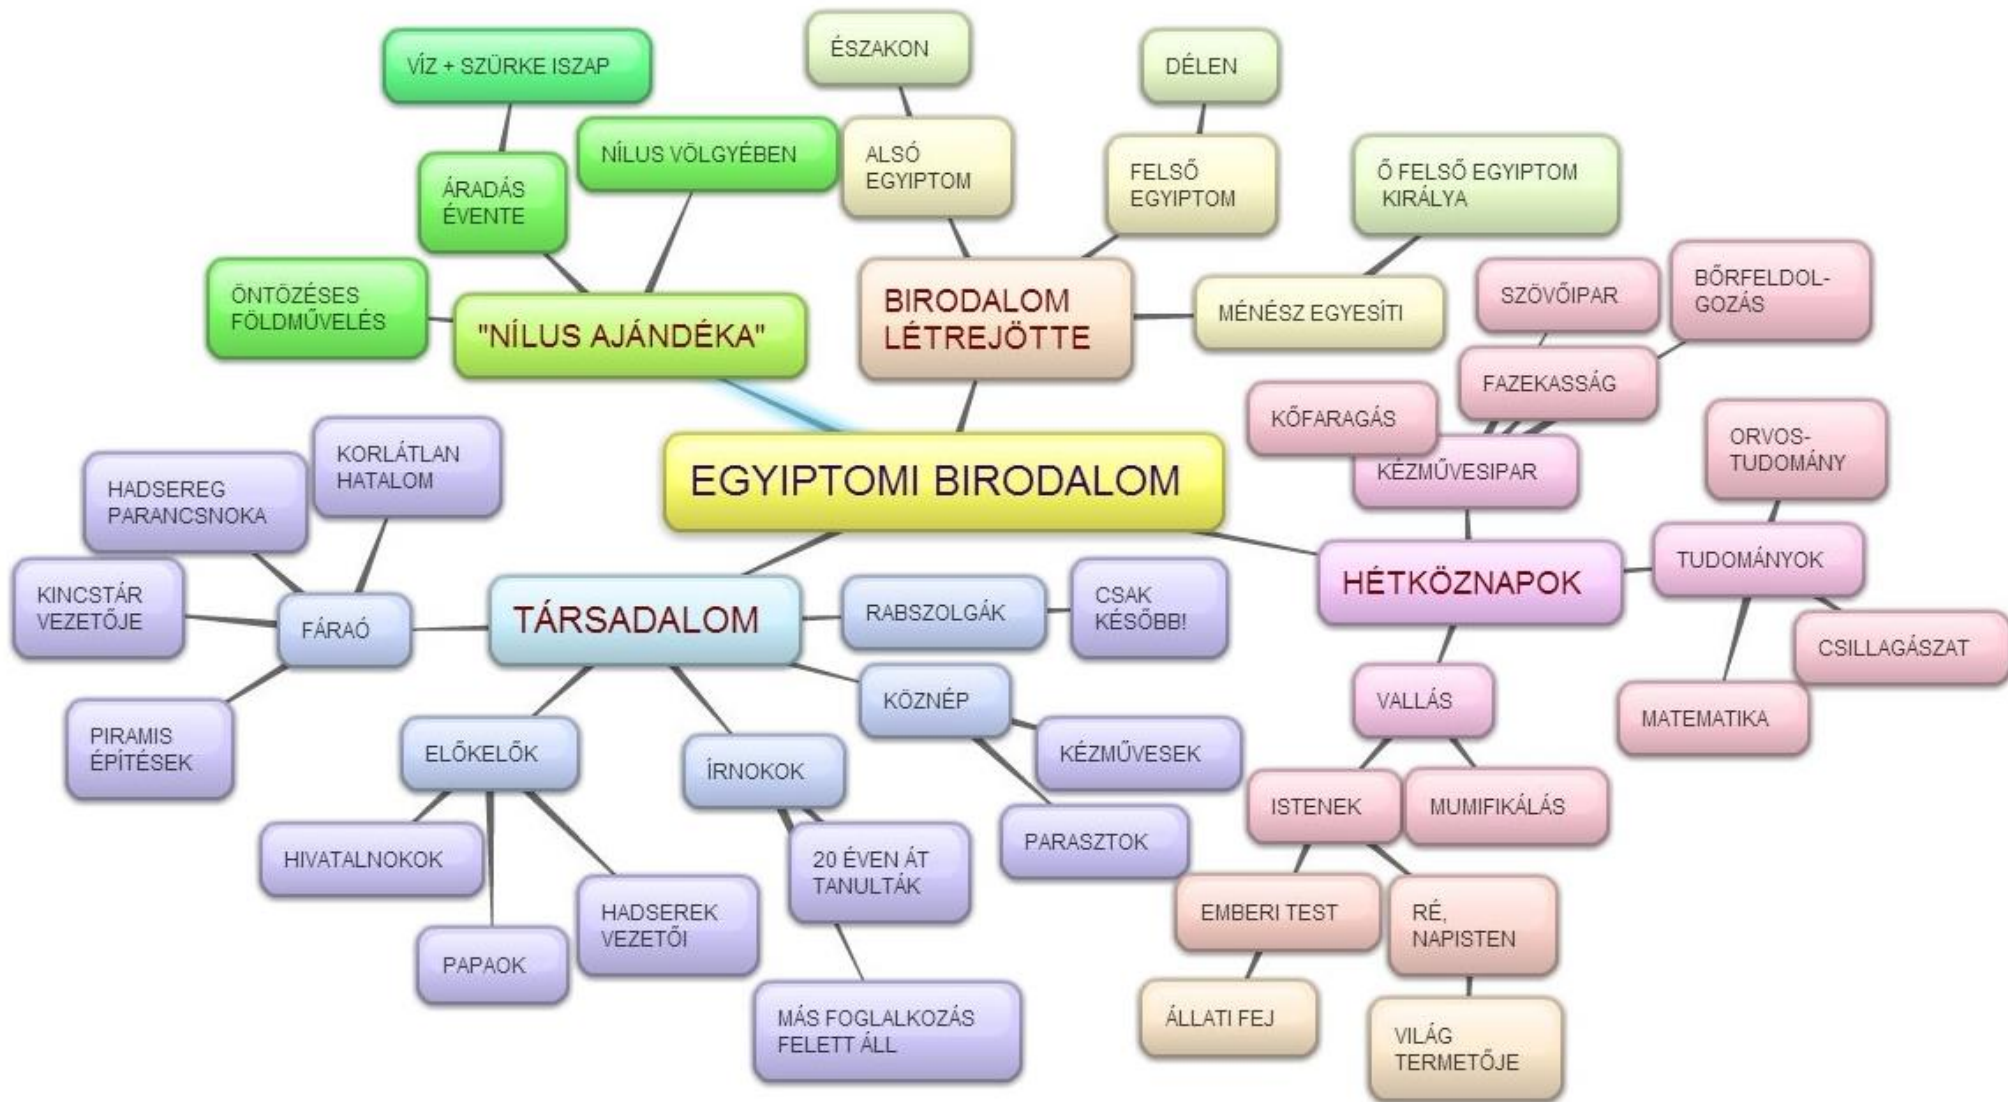 VÍZ + SZÜRKE ISZAP
ÁRADÁS
ÉVENTE
NÍLUS VÖLGYÉBEN
ÖNTÖZÉSES
FÖLDMŰVELÉS
"NÍLUS AJÁNDÉKA"
ÉSZAKON
ALSÓ
EGYIPTOM
DÉLEN
FELSŐ
EGYIPTOM
Ő FELSŐ EGYIPTOM
KIRÁLYA
BIRODALOM
LÉTREJÖTTE
MÉNÉSZ EGYESÍTI
EGYIPTOMI BIRODALOM
SZÖVŐIPAR
BŐRFELDOL-
GOZÁS
FAZEKASSÁG
KŐFARAGÁS
KÉZMŰVESIPAR
ORVOS-
TUDOMÁNY
HÉTKÖZNAPOK
TUDOMÁNYOK
CSILLAGÁSZAT
MATEMATIKA
VALLÁS
ISTENEK
MUMIFIKÁLÁS
EMBERI TEST
RÉ,
NAPISTEN
ÁLLATI FEJ
VILÁG
TERMETŐJE
KORLÁTLAN
HATALOM
HADSEREG
PARANCSNOKA
KINCSTÁR
VEZETŐJE
FÁRAÓ
PIRAMIS
ÉPÍTÉSEK
TÁRSADALOM
RABSZOLGÁK
CSAK
KÉSŐBB!
KÖZNÉP
KÉZMŰVESEK
PARASZTOK
ELŐKELŐK
HIVATALNOKOK
PAPAOK
HADSEREK
VEZETŐI
ÍRNOKOK
20 ÉVEN ÁT
TANULTÁK
MÁS FOGLALKOZÁS
FELETT ÁLL